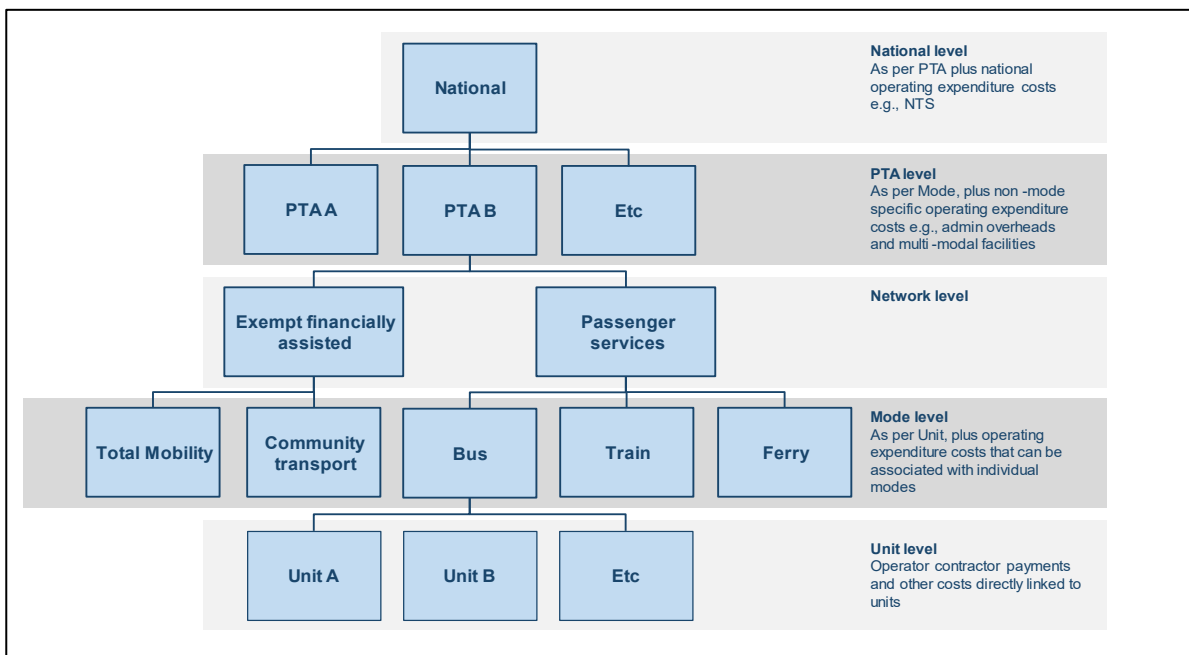 National level
As per PTA plus national
operating expenditure costs
e.g., NTS
National
PTA level
As per Mode, plus non -mode
specific operating expenditure
costs e.g., admin overheads
and multi -modal facilities
PTA A
PTA B
Etc
Network level
Exempt financially
assisted
Passenger
services
Mode level
As per Unit, plus operating
expenditure costs that can be
associated with individual
modes
Total Mobility
Community
transport
Bus
Train
Ferry
Unit level
Operator contractor payments
and other costs directly linked to
units
Unit A
Unit B
Etc